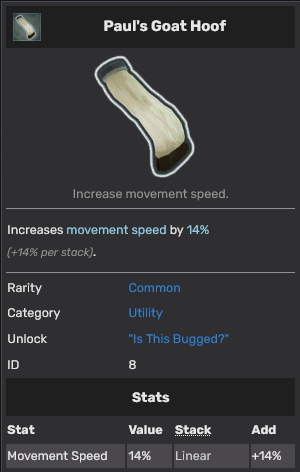 Paul's Goat Hoof
Increase movement speed.
Increases movement speed by 14%
(+14% per stack).
Rarity Common
Category Utility
Unlock "Is This Bugged?"
ID 8
Stats
Stat Value Stack Add
Movement Speed 14% Linear +14%